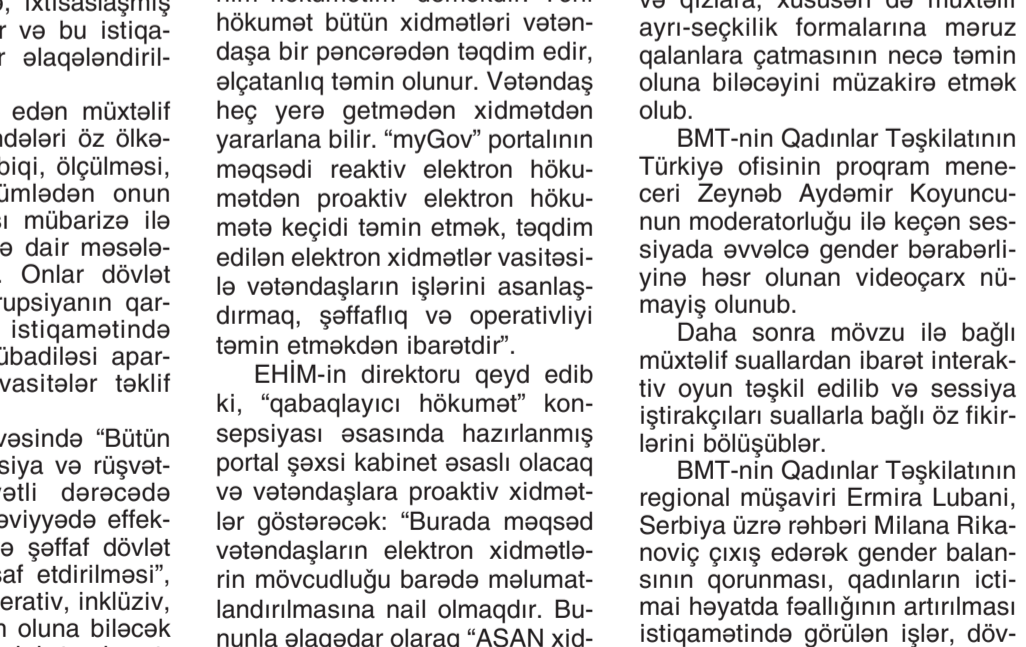 , ixtisaslaşmış
r və bu istiqa-
r əlaqələndiril-
edən müxtəlif
ndələri öz ölkə-
biqi, ölçülməsi,
ümlədən onun
sı mübarizə ilə
ə dair məsələ-
. Onlar dövlət
rupsiyanın qar-
istiqamətində
übadiləsi apar-
vasitələr təklif
vəsində “Bütün
siya və rüşvət-
yətli dərəcədə
əviyyədə effek-
ə şəffaf dövlət
şaf etdirilməsi”,
erativ, inklüziv,
n oluna biləcək
hökumət bütün xidmətləri vətən-
daşa bir pəncərədən təqdim edir,
əlçatanlıq təmin olunur. Vətəndaş
heç yerə getmədən xidmətdən
yararlana bilir. “myGov” portalının
məqsədi reaktiv elektron höku-
mətdən proaktiv elektron höku-
mətə keçidi təmin etmək, təqdim
edilən elektron xidmətlər vasitəsi-
lə vətəndaşların işlərini asanlaş-
dırmaq, şəffaflıq və operativliyi
təmin etməkdən ibarətdir”.
EHİM-in direktoru qeyd edib
ki, “qabaqlayıcı hökumət” kon-
sepsiyası əsasında hazırlanmış
portal şəxsi kabinet əsaslı olacaq
və vətəndaşlara proaktiv xidmət-
lər göstərəcək: “Burada məqsəd
vətəndaşların elektron xidmətlə-
rin mövcudluğu barədə məlumat-
landırılmasına nail olmaqdır. Bu-
nunla əlaqədar olaraq “ASAN xid-
və qızlara, xüsusən də müxtəlif
ayrı-seçkilik formalarına məruz
qalanlara çatmasının necə təmin
oluna biləcəyini müzakirə etmək
olub.
BMT-nin Qadınlar Təşkilatının
Türkiyə ofisinin proqram mene-
ceri Zeynəb Aydəmir Koyuncu-
nun moderatorluğu ilə keçən ses-
siyada əvvəlcə gender bərabərli-
yinə həsr olunan videoçarx nü-
mayiş olunub.
Daha sonra mövzu ilə bağlı
müxtəlif suallardan ibarət interak-
tiv oyun təşkil edilib və sessiya
iştirakçıları suallarla bağlı öz fikir-
lərini bölüşüblər.
BMT-nin Qadınlar Təşkilatının
regional müşaviri Ermira Lubani,
Serbiya üzrə rəhbəri Milana Rika-
noviç çıxış edərək gender balan-
sının qorunması, qadınların icti-
mai həyatda fəallığının artırılması
istiqamətində görülən işlər, döv-